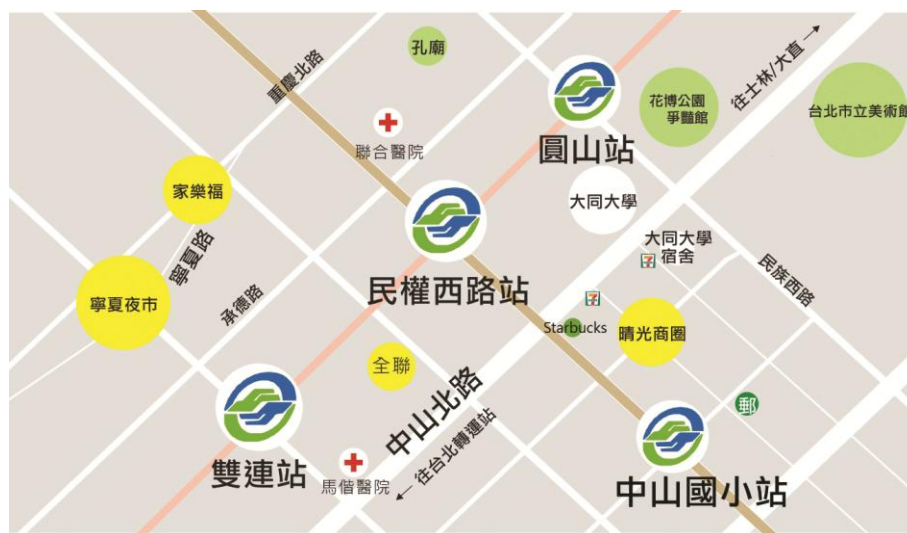 孔廟
重慶北路
往士林/大直
花博公園
爭豔館
台北市立美術館
聯合醫院
圓山站
家樂福
大同大學
寧夏路
大同大學
宿舍
民族西路
民權西路站
承德路
寧夏夜市
7
7
Starbucks
晴光商圈
全聯
中山北路
郵
往台北轉運站
雙連站
馬偕醫院
中山國小站